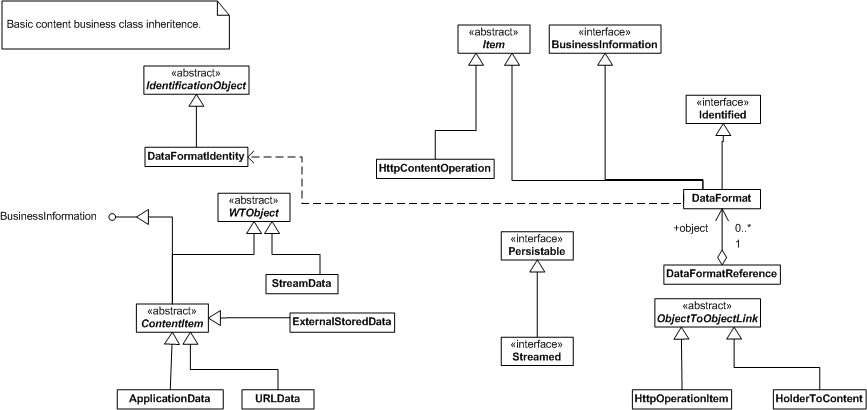 Basic content business class inheritence.
«abstract»
Item
«interface»
BusinessInformation
«abstract»
IdentificationObject
«interface»
Identified
DataFormatIdentity
HttpContentOperation
DataFormat
BusinessInformation
«abstract»
WTObject
+object
0..*
1
«interface»
Persistable
DataFormatReference
StreamData
«abstract»
ContentItem
ExternalStoredData
«abstract»
ObjectToObjectLink
«interface»
Streamed
ApplicationData
URLData
HttpOperationItem
HolderToContent